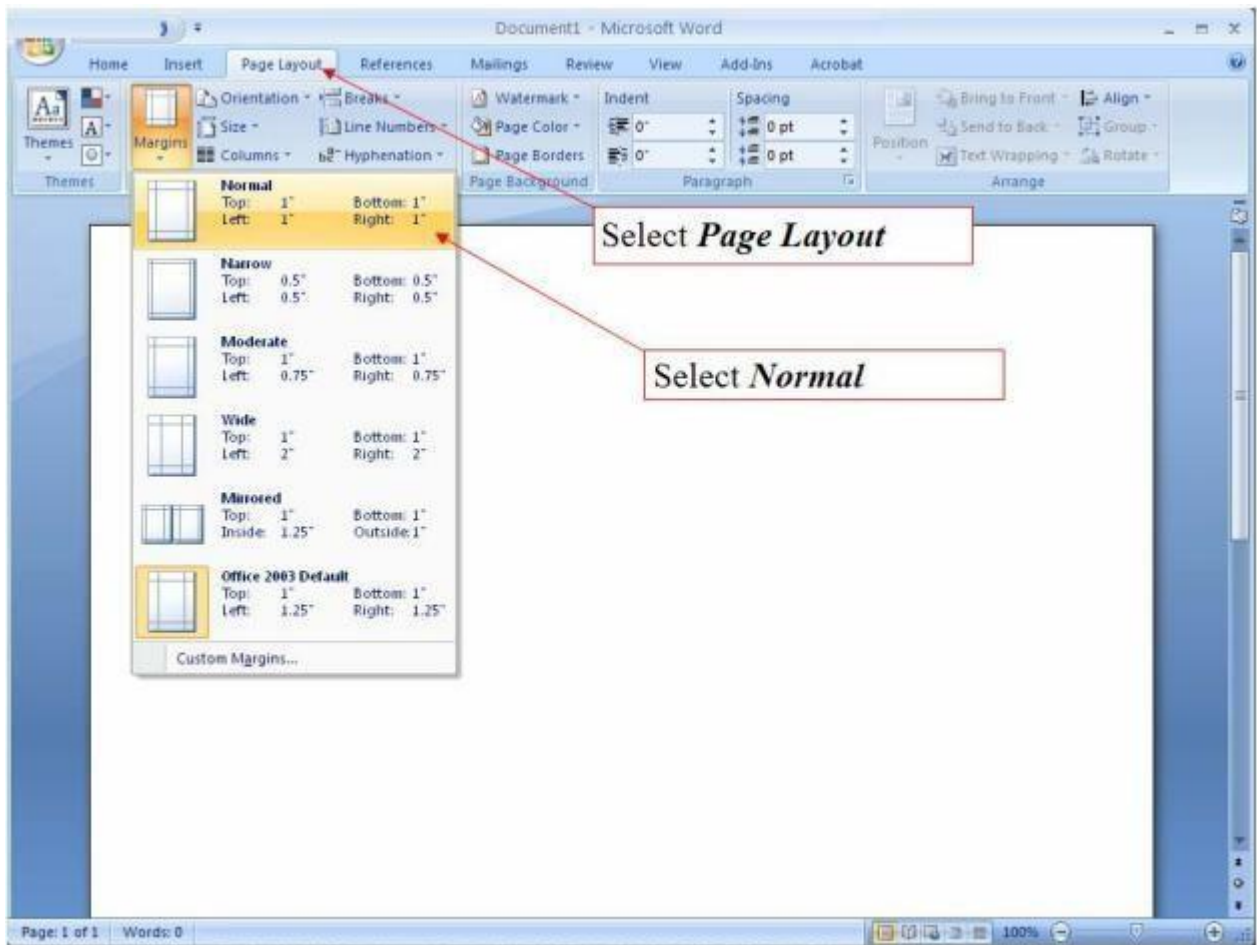 Document1 - Microsoft Word
Home Insert Page Layout References Mailings Review View Add-Ins Acrobat
Themes
Margins
Orientation
Size
Columns
Breaks
Line Numbers
Hyphenation
Watermark
Page Color
Page Borders
Indent
0"
0"
Spacing
0 pt
0 pt
Position
Bring to Front
Send to Back
Text Wrapping
Align
Group
Rotate
Themes
Page Background
Paragraph
Arrange
Normal
Top: 1" Bottom: 1"
Left: 1" Right: 1"
Narrow
Top: 0.5" Bottom: 0.5"
Left: 0.5" Right: 0.5"
Moderate
Top: 1" Bottom: 1"
Left: 0.75" Right: 0.75"
Wide
Top: 1" Bottom: 1"
Left: 2" Right: 2"
Mirrored
Top: 1" Bottom: 1"
Inside: 1.25" Outside: 1"
Office 2003 Default
Top: 1" Bottom: 1"
Left: 1.25" Right: 1.25"
Custom Margins...
Select Page Layout
Select Normal
Page: 1 of 1 Words: 0
100%